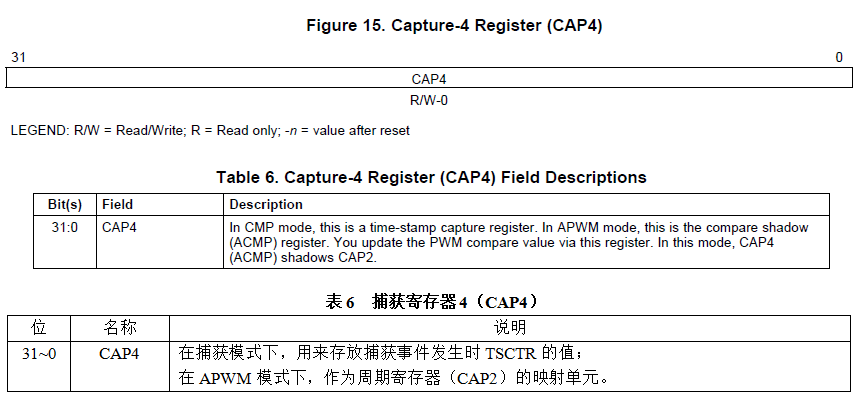 Figure 15. Capture-4 Register (CAP4)
31 0
CAP4
R/W-0
LEGEND: R/W = Read/Write; R = Read only; -n = value after reset
Table 6. Capture-4 Register (CAP4) Field Descriptions
Bit(s) Field Description
31:0 CAP4 In CMP mode, this is a time-stamp capture register. In APWM mode, this is the compare shadow
(ACMP) register. You update the PWM compare value via this register. In this mode, CAP4
(ACMP) shadows CAP2.
表 6 捕获寄存器 4（CAP4）
位 名称 说明
31~0 CAP4 在捕获模式下，用来存放捕获事件发生时 TSCTR 的值；
在 APWM 模式下，作为周期寄存器（CAP2）的映射单元。